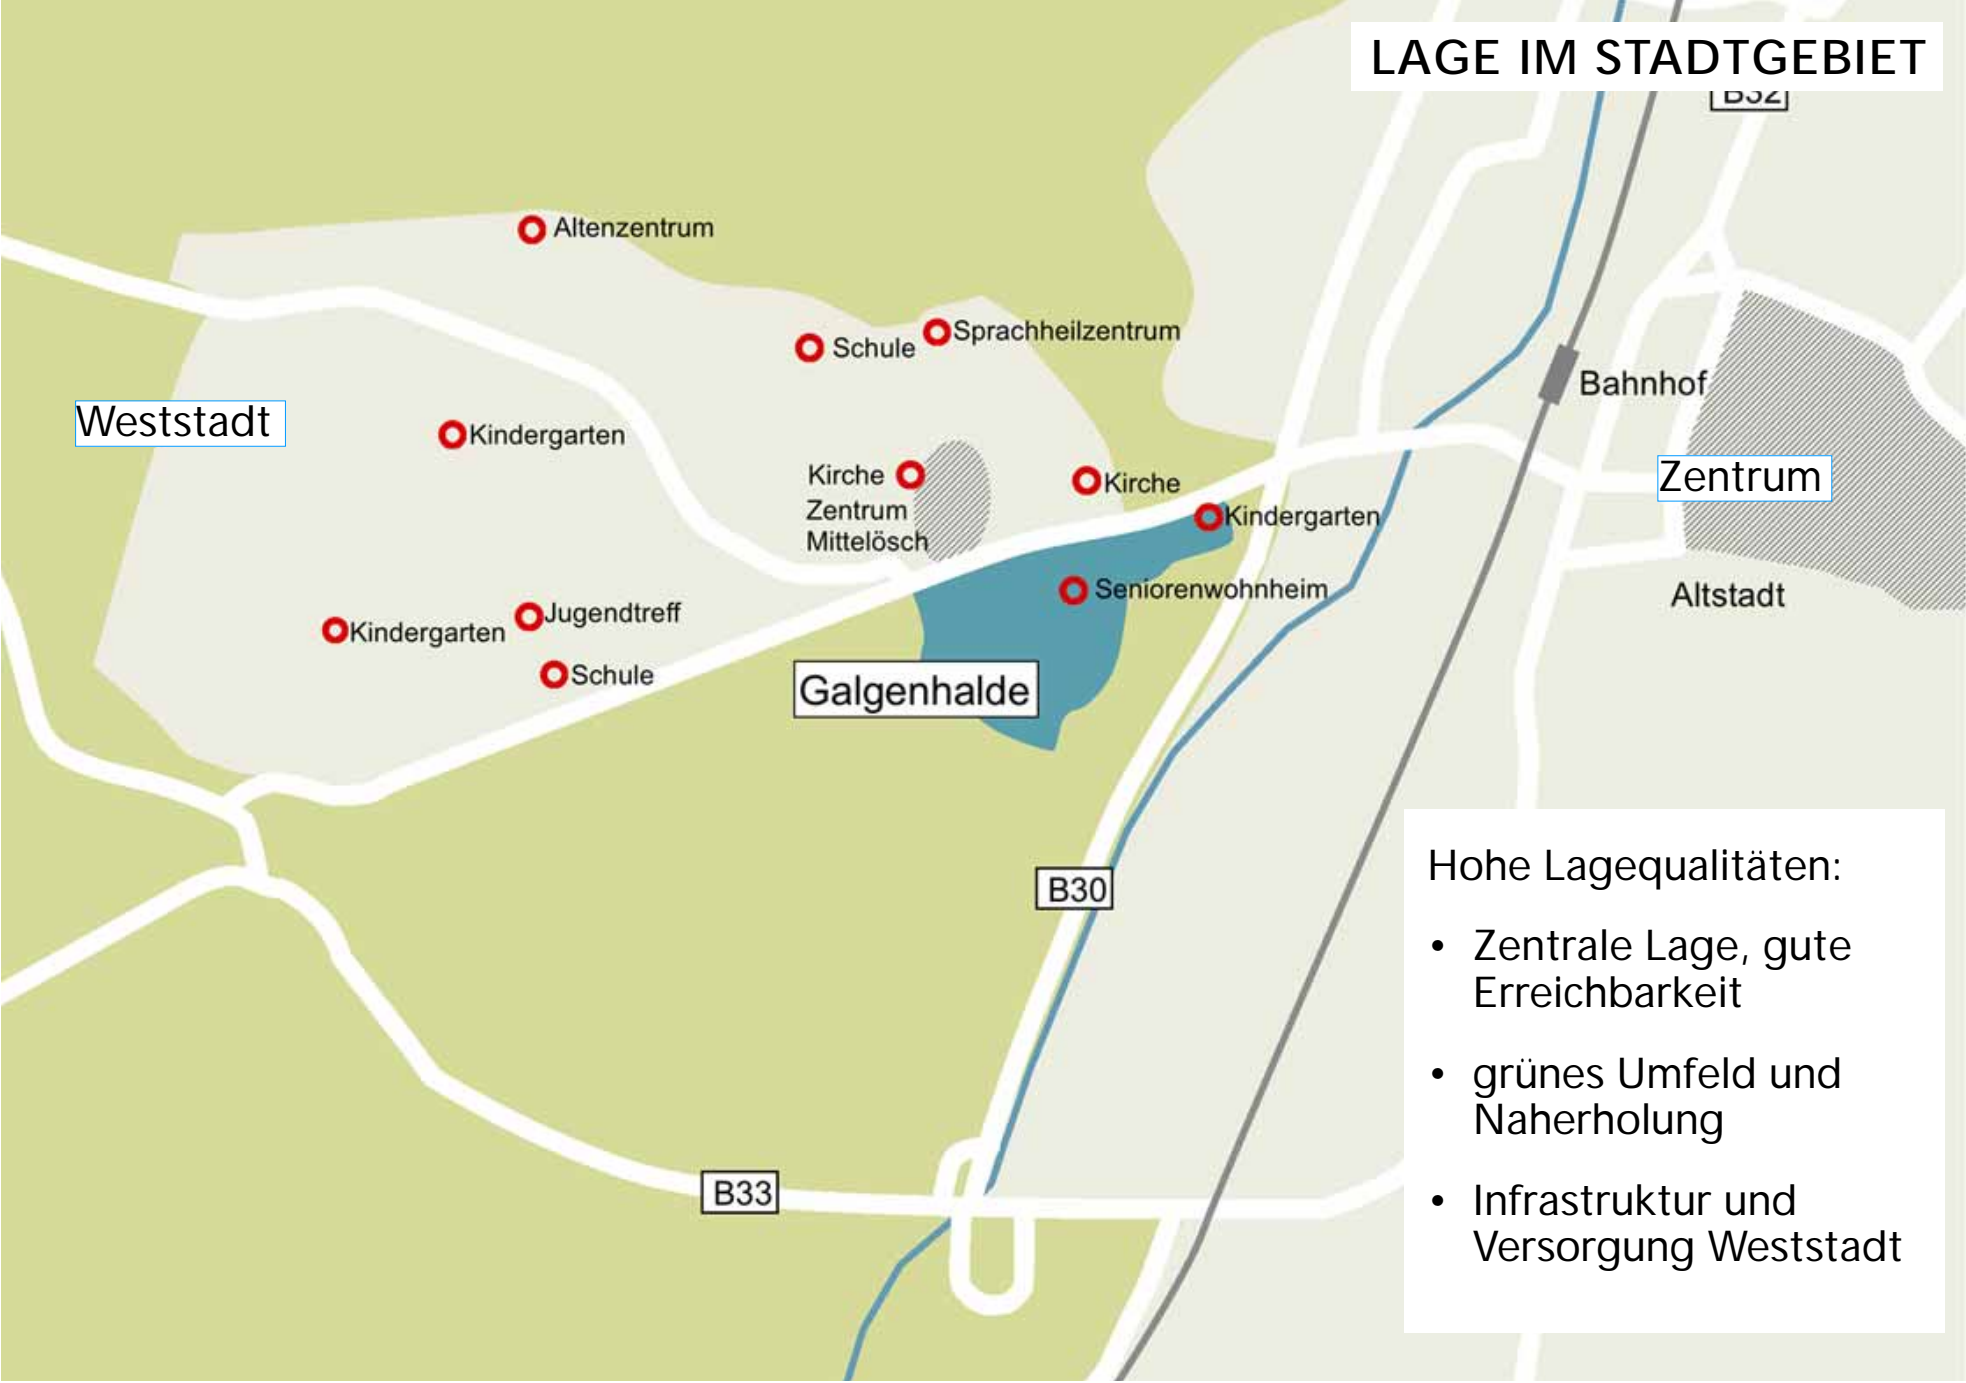 LAGE IM STADTGEBIET
B32
Altenzentrum
Sprachheilzentrum
Schule
Bahnhof
Weststadt
Kindergarten
Kirche
Zentrum
Mittelösch
Kirche
Zentrum
Kindergarten
Seniorenwohnheim
Altstadt
Jugendtreff
Kindergarten
Schule
Galgenhalde
B30
Hohe Lagequalitäten:
• Zentrale Lage, gute
Erreichbarkeit
• grünes Umfeld und
Naherholung
• Infrastruktur und
Versorgung Weststadt
B33